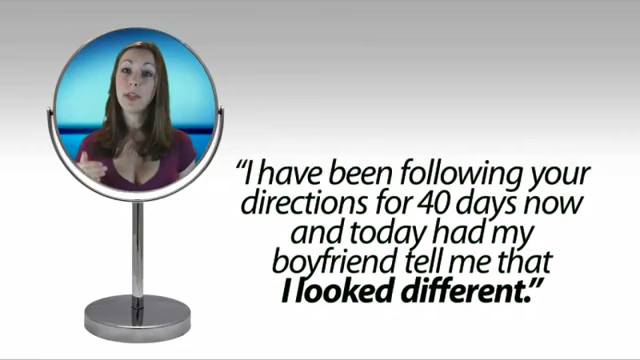 “I have been following your
directions for 40 days now
and today had my
boyfriend tell me that
I looked different.”